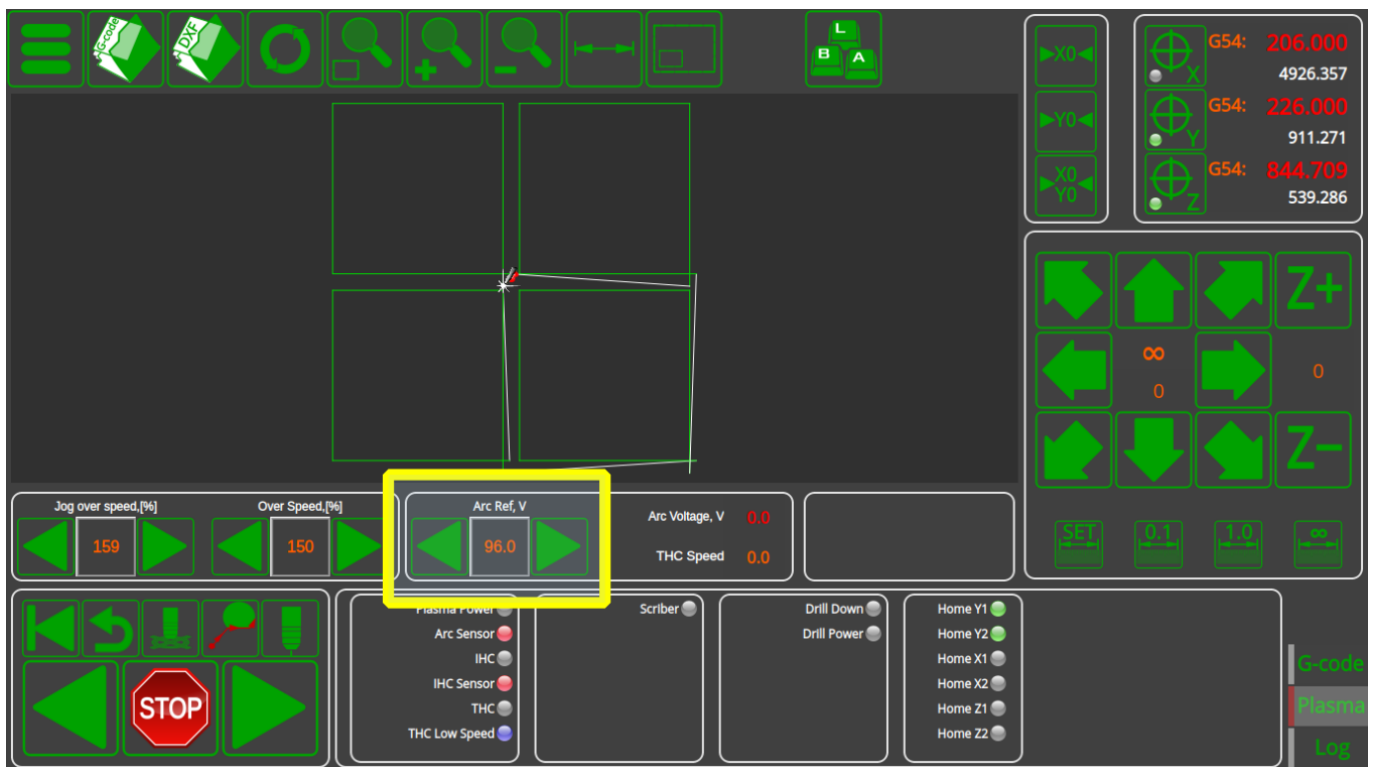 G-code
DXF
L
B
A
X0
Y0
X0
Y0
X
G54: 206.000
4926.357
Y
G54: 226.000
911.271
Z
G54: 844.709
539.286
Z+
∞
0
0
Z-
SET
0.1
1.0
∞
Jog over speed,[%]
159
Over Speed,[%]
150
Arc Ref, V
96.0
Arc Voltage, V 0.0
THC Speed 0.0
STOP
Plasma Power
Arc Sensor
IHC
IHC Sensor
THC
THC Low Speed
Scriber
Drill Down
Drill Power
Home Y1
Home Y2
Home X1
Home X2
Home Z1
Home Z2
G-code
Plasma
Log